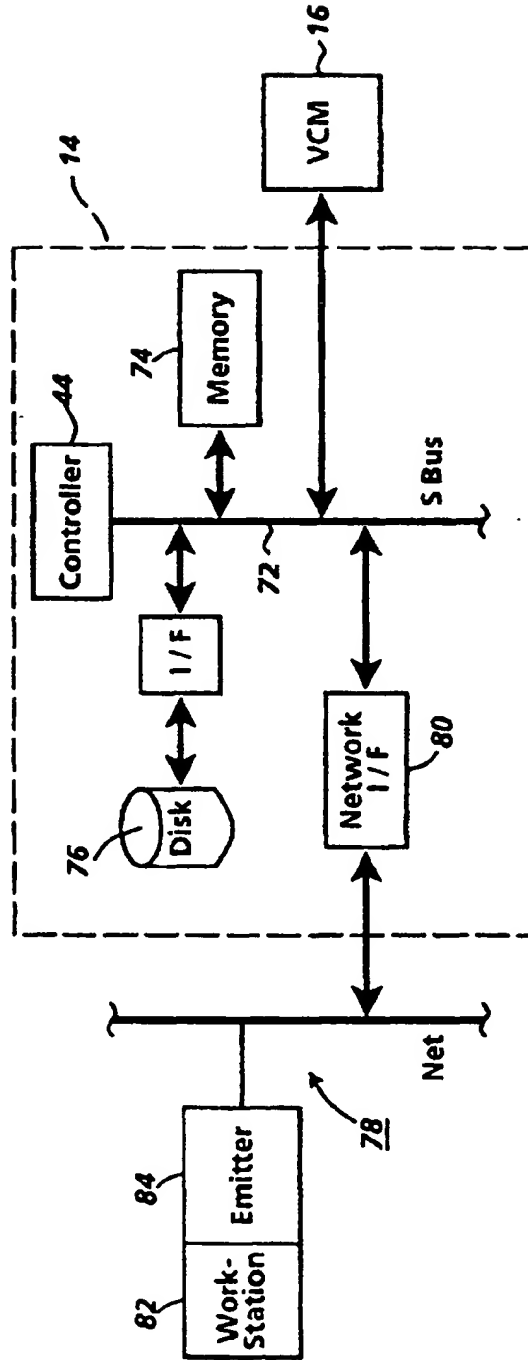 14
44
Controller
74
Memory
16
VCM
76
Disk
I / F
72
S Bus
Network
I / F
80
Net
78
82
84
Work-
Station
Emitter